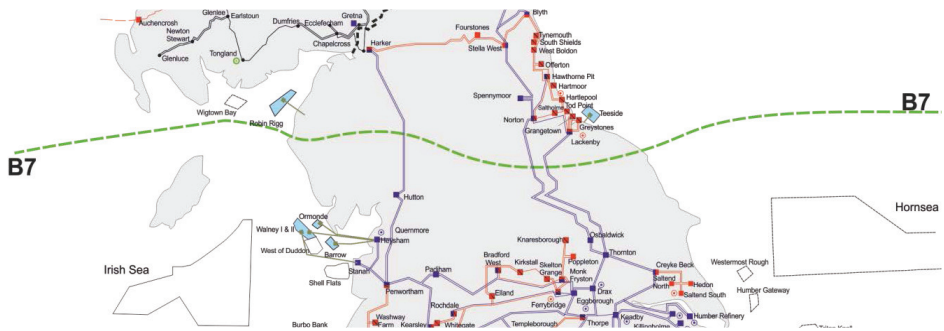 Glenlee
Earlstoun
Auchencrosh
Newton
Stewart
Glenluce
Tongland
Dumfries
Ecclefechan
Gretna
Chapelcross
Harker
Fourstones
Stella West
Blyth
Tynemouth
South Shields
West Boldon
Offerton
Hawthorne Pit
Hartmoor
Hartlepool
Tod Point
Saltholme
Teeside
Spennymoor
Norton
Greystones
Grangetown
Lackenby
Wigtown Bay
Robin Rigg
B7
B7
Hutton
Ormonde
Walney I & II
Quernmore
Heysham
West of Duddon
Barrow
Stanah
Shell Flats
Irish Sea
Hornsea
Osbaldwick
Thornton
Knaresborough
Poppleton
Bradford
West
Kirkstall
Skelton
Grange
Monk
Fryston
Creyke Beck
Saltend
North
Hedon
Saltend South
Westermost Rough
Humber Gateway
Padiham
Penwortham
Rochdale
Elland
Ferrybridge
Eggborough
Drax
Washway
Farm
Kearsley
Whitegate
Templeborough
Thorpe
Keadby
Humber Refinery
Killingholme
Burbo Bank